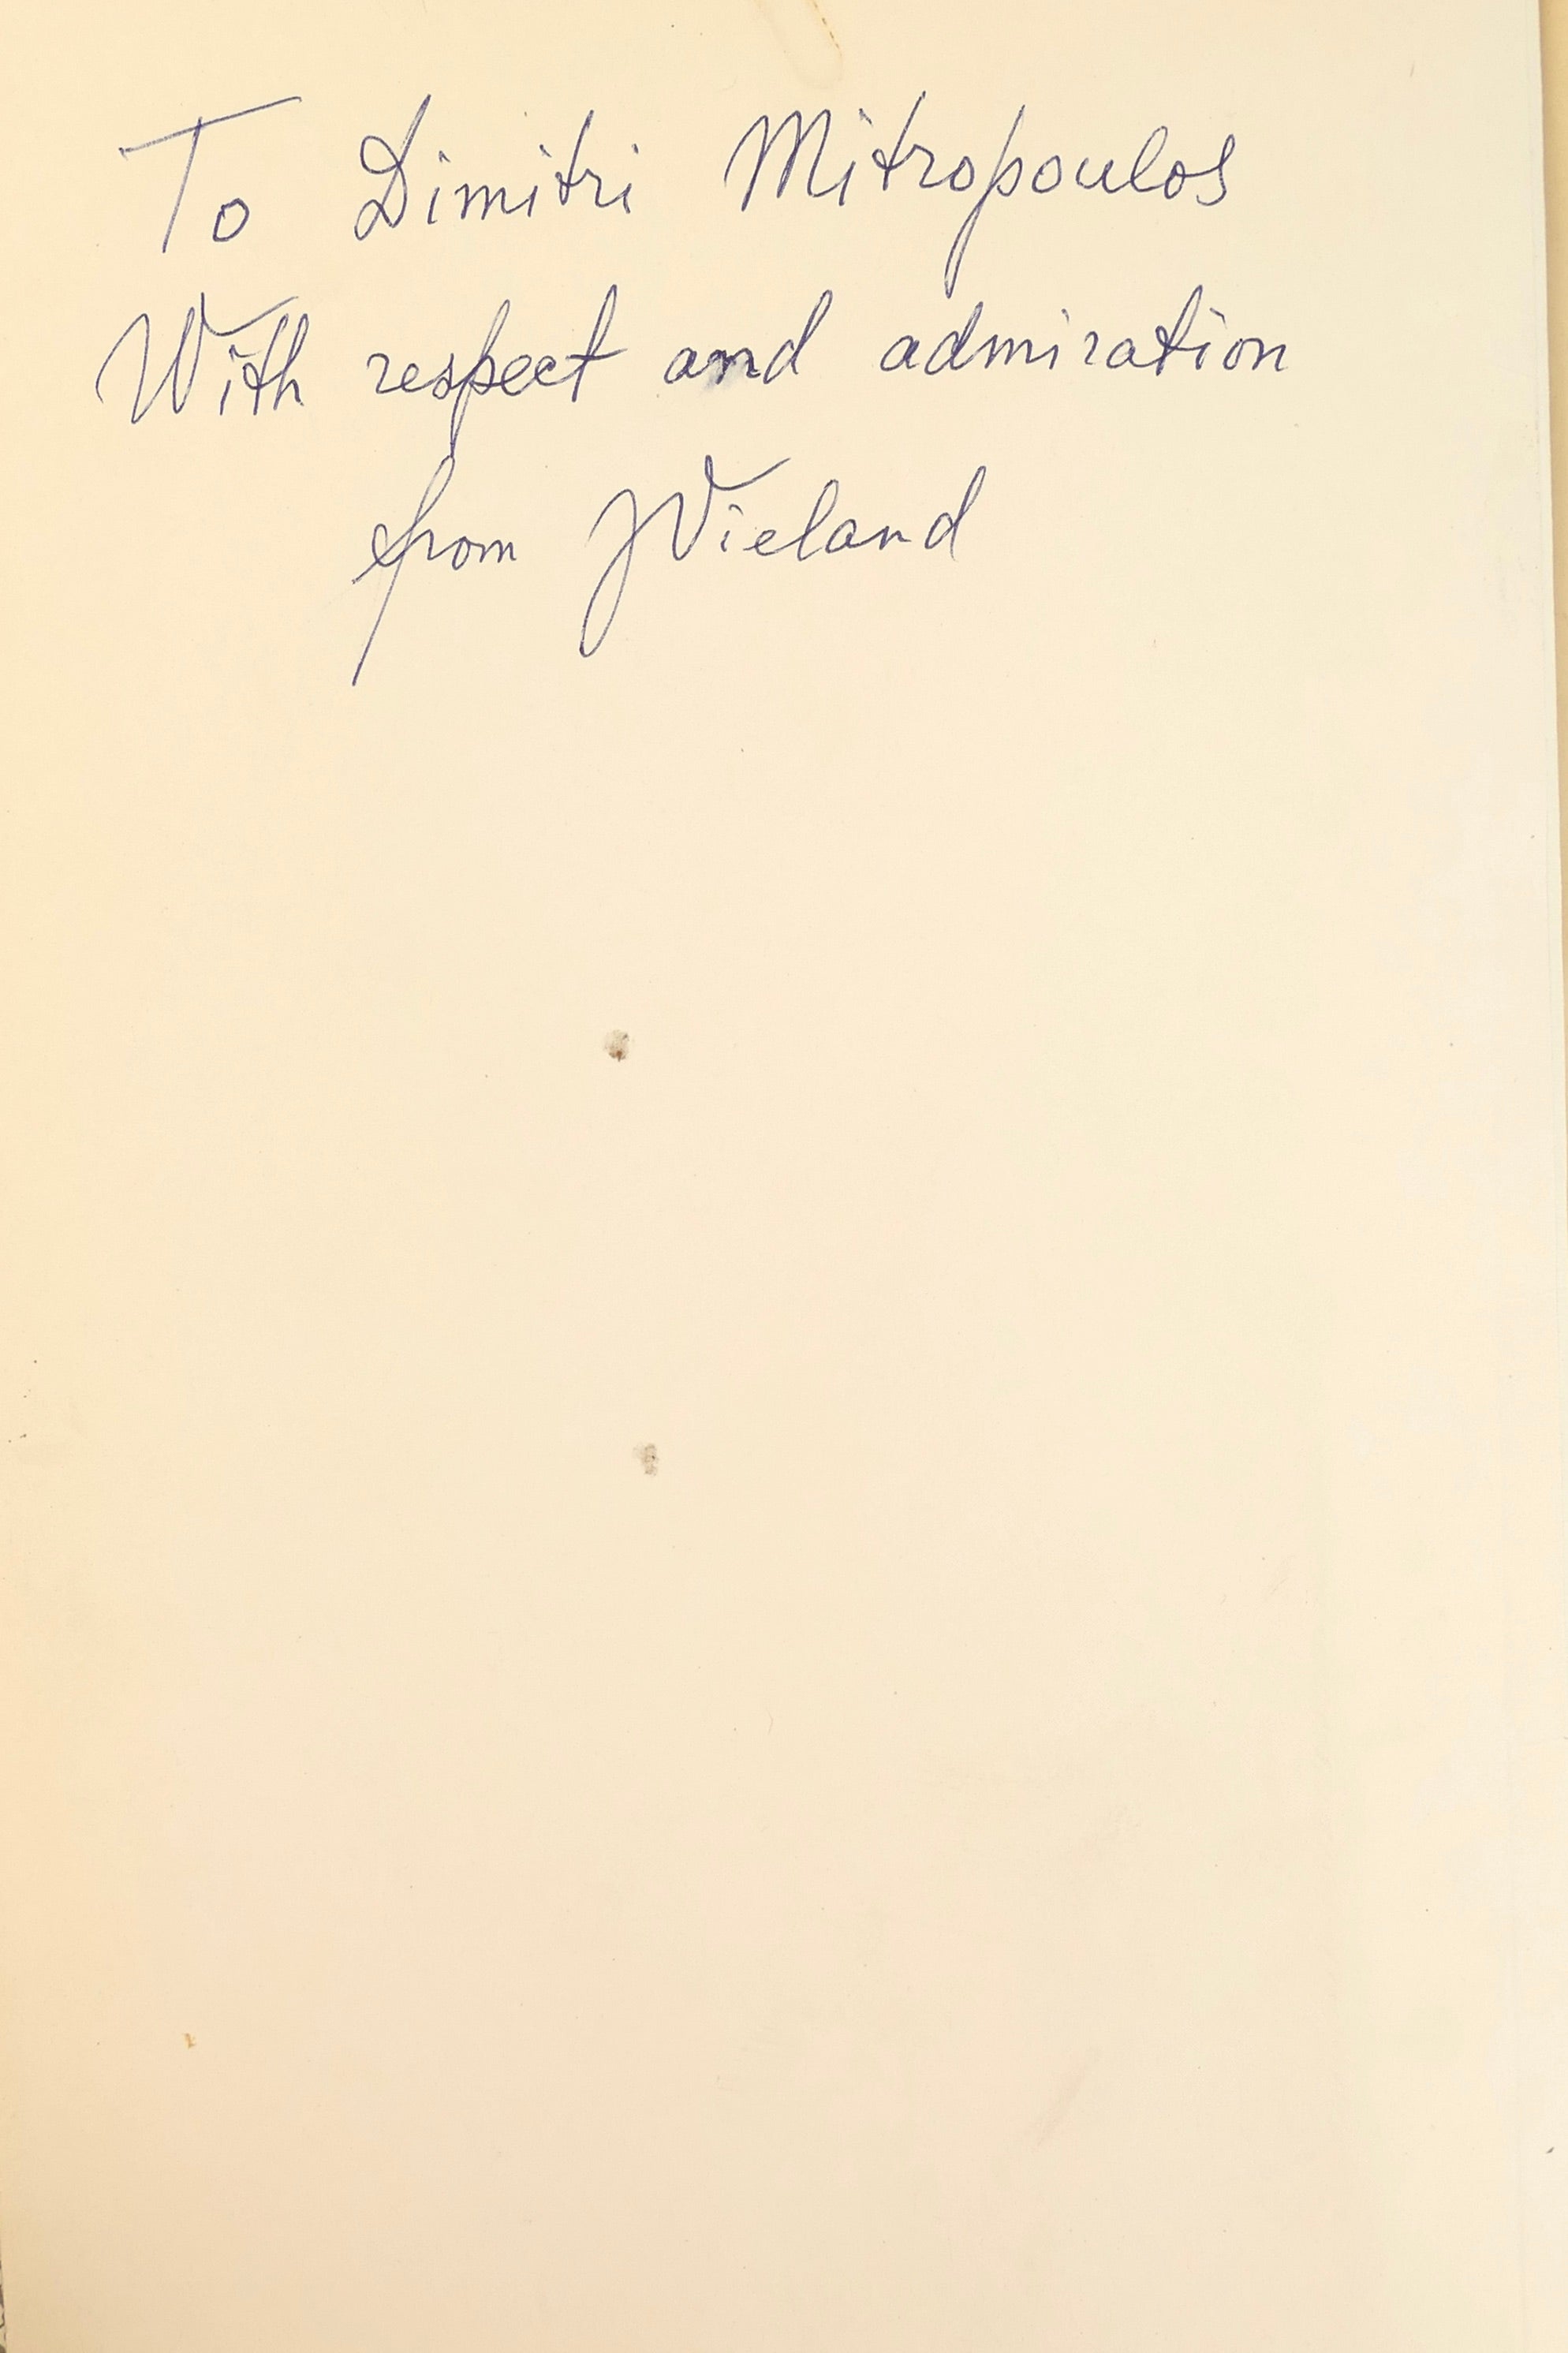 To Dimitri Mitropoulos
With respect and admiration
from Wieland